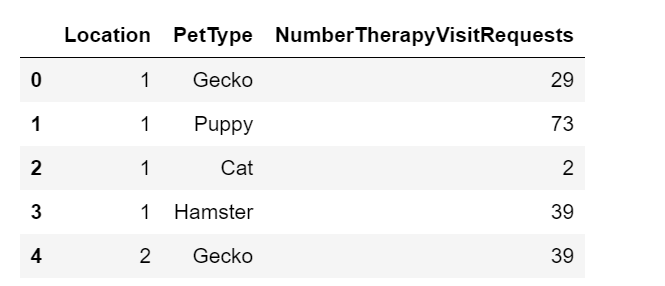 Location PetType NumberTherapyVisitRequests
0 1 Gecko 29
1 1 Puppy 73
2 1 Cat 2
3 1 Hamster 39
4 2 Gecko 39